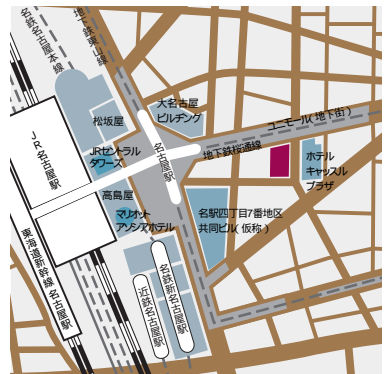 名鉄名古屋本線
地下鉄東山線
大名古屋
ビルヂング
松坂屋
ユニモール(地下街)
JR名古屋駅
JRセントラル
タワーズ
名古屋駅
地下鉄桜通線
ホテル
キャッスル
プラザ
高島屋
マリオット
アソシアホテル
名駅四丁目7番地区
共同ビル(仮称)
東海道新幹線 名古屋駅
近鉄名古屋駅
名鉄新名古屋駅